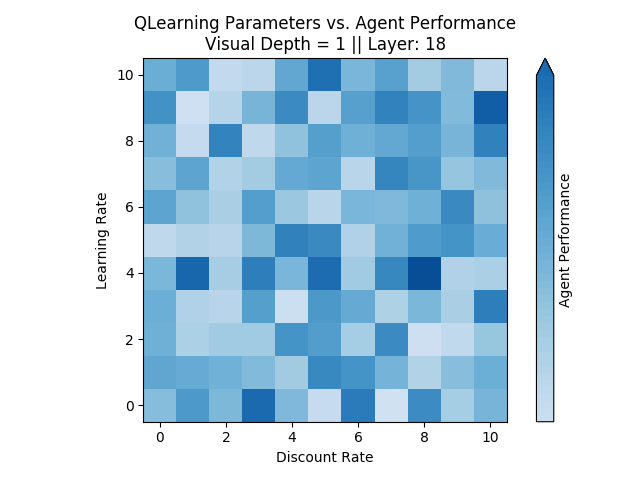 QLearning Parameters vs. Agent Performance
Visual Depth = 1 || Layer: 18
10
8
6
4
2
0
Learning Rate
0 2 4 6 8 10
Discount Rate
Agent Performance